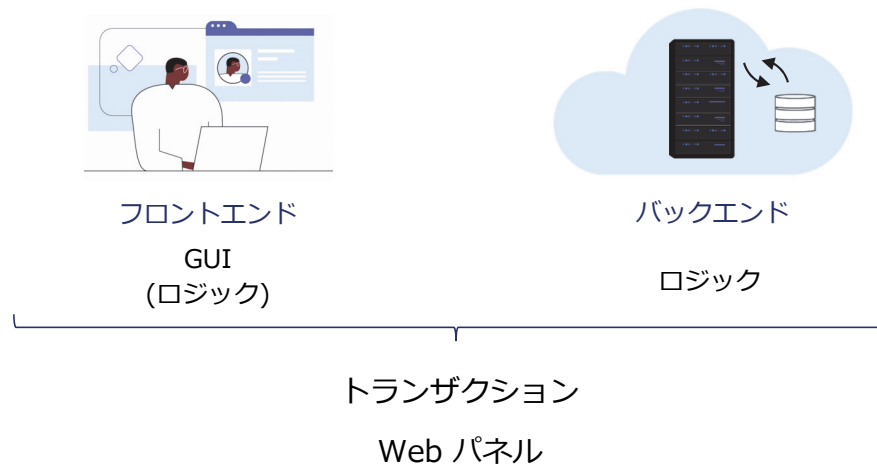 フロントエンド
GUI
(ロジック)
バックエンド
ロジック
トランザクション
Web パネル